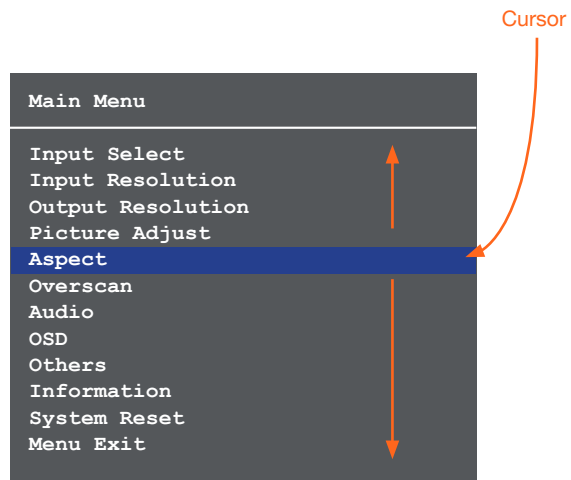 Cursor
Main Menu
Input Select
Input Resolution
Output Resolution
Picture Adjust
Aspect
Overscan
Audio
OSD
Others
Information
System Reset
Menu Exit